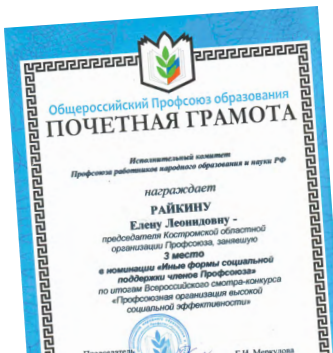 Общероссийский Профсоюз образования
ПОЧЕТНАЯ ГРАМОТА
Исполнительный комитет
Профсоюза работников народного образования и науки РФ
награждает
РАЙКИНУ
Елену Леонидовну -
председателя Костромской областной
организации Профсоюза, занявшую
3 место
в номинации «Иные формы социальной
поддержки членов Профсоюза»
по итогам Всероссийского смотра-конкурса
«Профсоюзная организация высокой
социальной эффективности»
Председатель Г.И. Меркулова